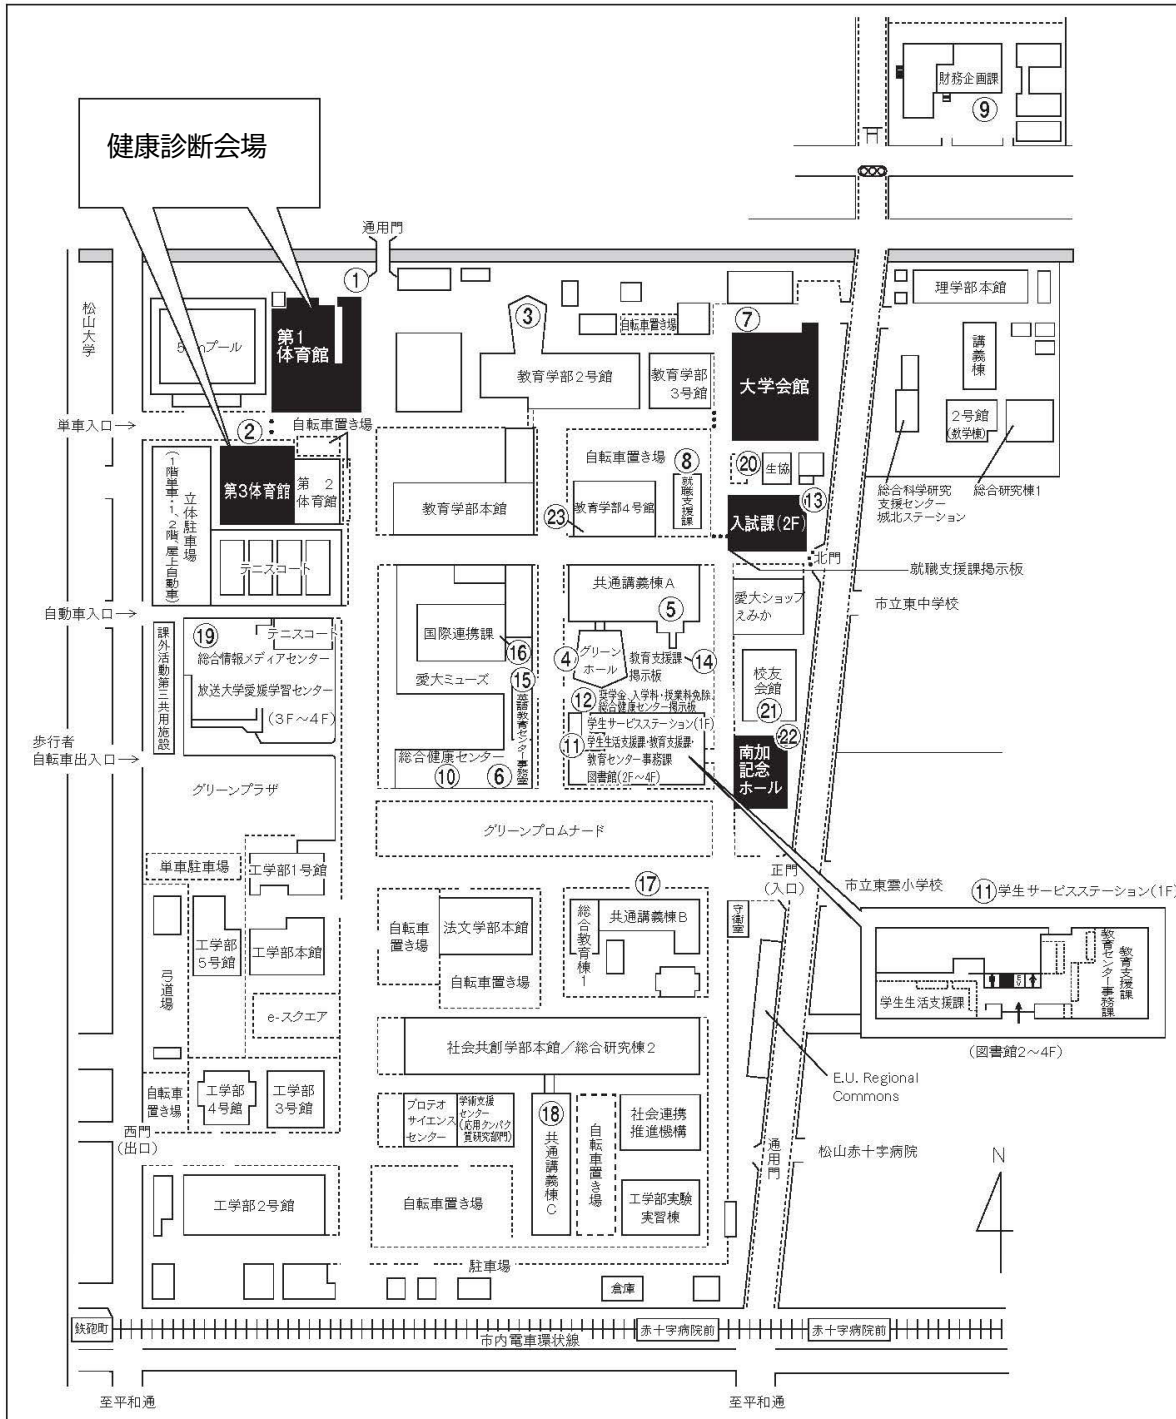 財務企画課
⑨
健康診断会場
通用門
①
松山大学
50mプール
第1
体育館
③
自転車置き場
⑦
理学部本館
教育学部2号館
教育学部
3号館
大学会館
講義棟
2号館
(数学棟)
単車入口→
②
自転車置き場
第3体育館
第2
体育館
教育学部本館
自転車置き場
⑧
就職支援課
⑳
生協
⑬
総合科学研究
支援センター
城北ステーション
総合研究棟1
立体駐車場
(1階単車・1、2階、屋上自動車)
㉓
教育学部4号館
入試課(2F)
北門
テニスコート
就職支援課掲示板
共通講義棟A
⑤
愛大ショップ
えみか
市立東中学校
自動車入口→
国際連携課
⑯
④
グリーン
ホール
教育支援課
掲示板
⑭
課外活動第三共用施設
⑲
テニスコート
総合情報メディアセンター
放送大学愛媛学習センター
(3F～4F)
愛大ミューズ
⑮
英語教育センター事務室
⑫
奨学金、入学料・授業料免除、
総合健康センター掲示板
学生サービスステーション(1F)
⑪
学生生活支援課・教育支援課・
教育センター事務課
図書館(2F～4F)
校友
会館
㉑
㉒
南加
記念
ホール
歩行者
自転車出入口→
総合健康センター
⑩
⑥
グリーンプラザ
グリーンプロムナード
単車駐車場
工学部1号館
正門
(入口)
市立東雲小学校
⑪学生サービスステーション(1F)
⑰
工学部
5号館
工学部本館
自転車
置き場
法文学部本館
総合教育棟1
共通講義棟B
守衛室
自転車置き場
弓道場
e-スクエア
学生生活支援課
教育センター事務課
教育支援課
(図書館2～4F)
社会共創学部本館／総合研究棟2
E.U. Regional
Commons
自転車
置き場
工学部
4号館
工学部
3号館
プロテオ
サイエンス
センター
学術支援
センター
(応用タンパク
質研究部門)
⑱
共通講義棟C
自転車置き場
社会連携
推進機構
西門
(出口)
通用門
松山赤十字病院
N
工学部2号館
自転車置き場
工学部実験
実習棟
駐車場
倉庫
鉄砲町
市内電車環状線
赤十字病院前
赤十字病院前
至平和通
至平和通